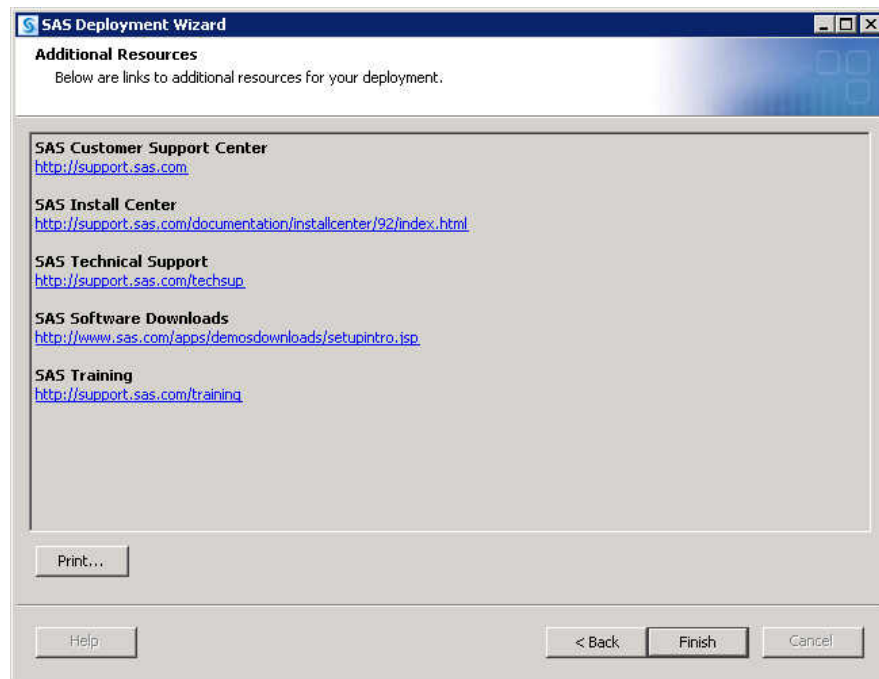 SAS Deployment Wizard
Additional Resources
Below are links to additional resources for your deployment.
SAS Customer Support Center
http://support.sas.com
SAS Install Center
http://support.sas.com/documentation/installcenter/92/index.html
SAS Technical Support
http://support.sas.com/techsup
SAS Software Downloads
http://www.sas.com/apps/demosdownloads/setupintro.jsp
SAS Training
http://support.sas.com/training
Print...
Help
< Back
Finish
Cancel